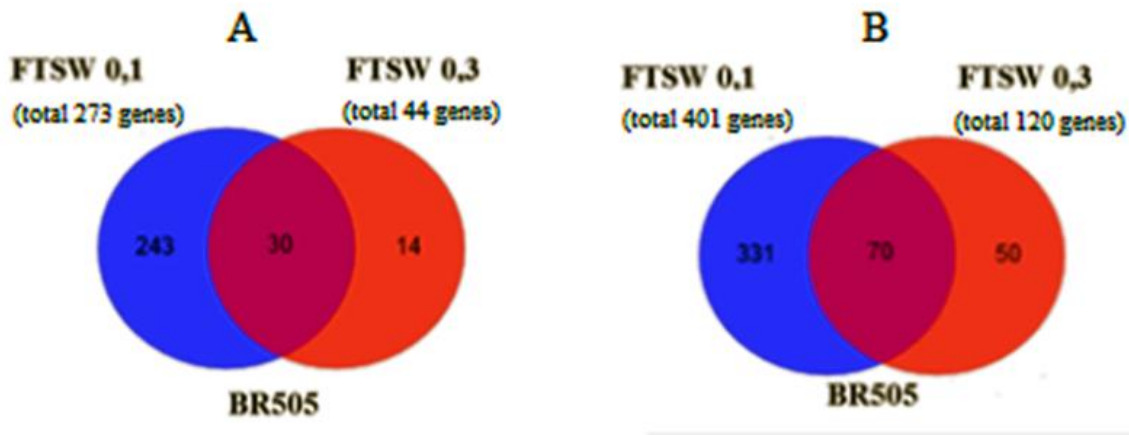 A
FTSW 0,1
(total 273 genes)
FTSW 0,3
(total 44 genes)
243
30
14
BR505
B
FTSW 0,1
(total 401 genes)
FTSW 0,3
(total 120 genes)
331
70
50
BR505